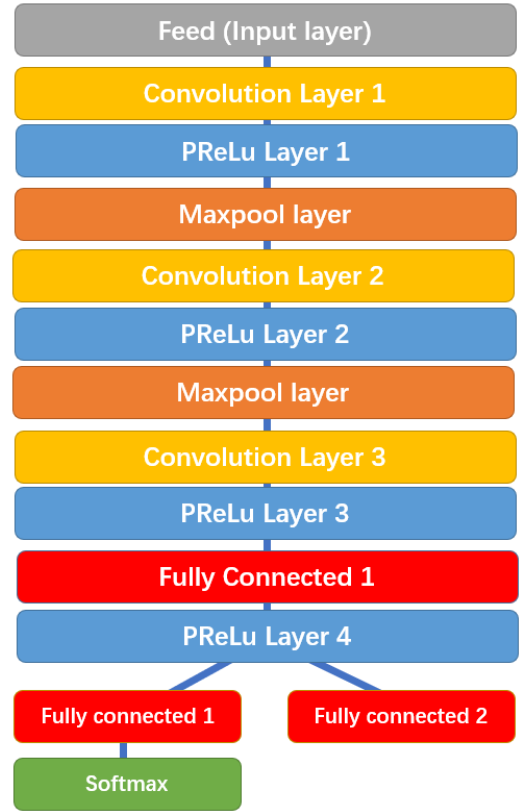 Feed (Input layer)
Convolution Layer 1
PReLu Layer 1
Maxpool layer
Convolution Layer 2
PReLu Layer 2
Maxpool layer
Convolution Layer 3
PReLu Layer 3
Fully Connected 1
PReLu Layer 4
Fully connected 1
Fully connected 2
Softmax